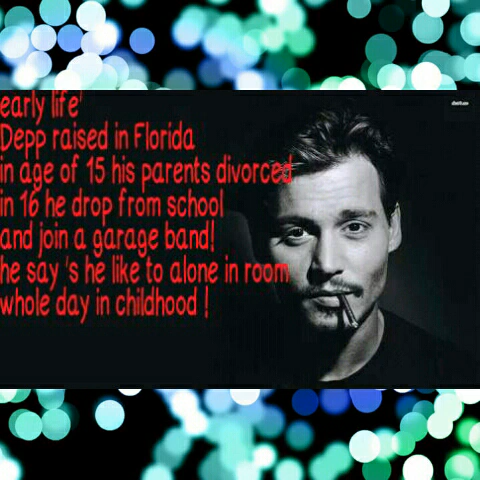 early life'
Depp raised in Florida
in age of 15 his parents divorced
in 16 he drop from school
and join a garage band!
he say 's he like to alone in room
whole day in childhood !